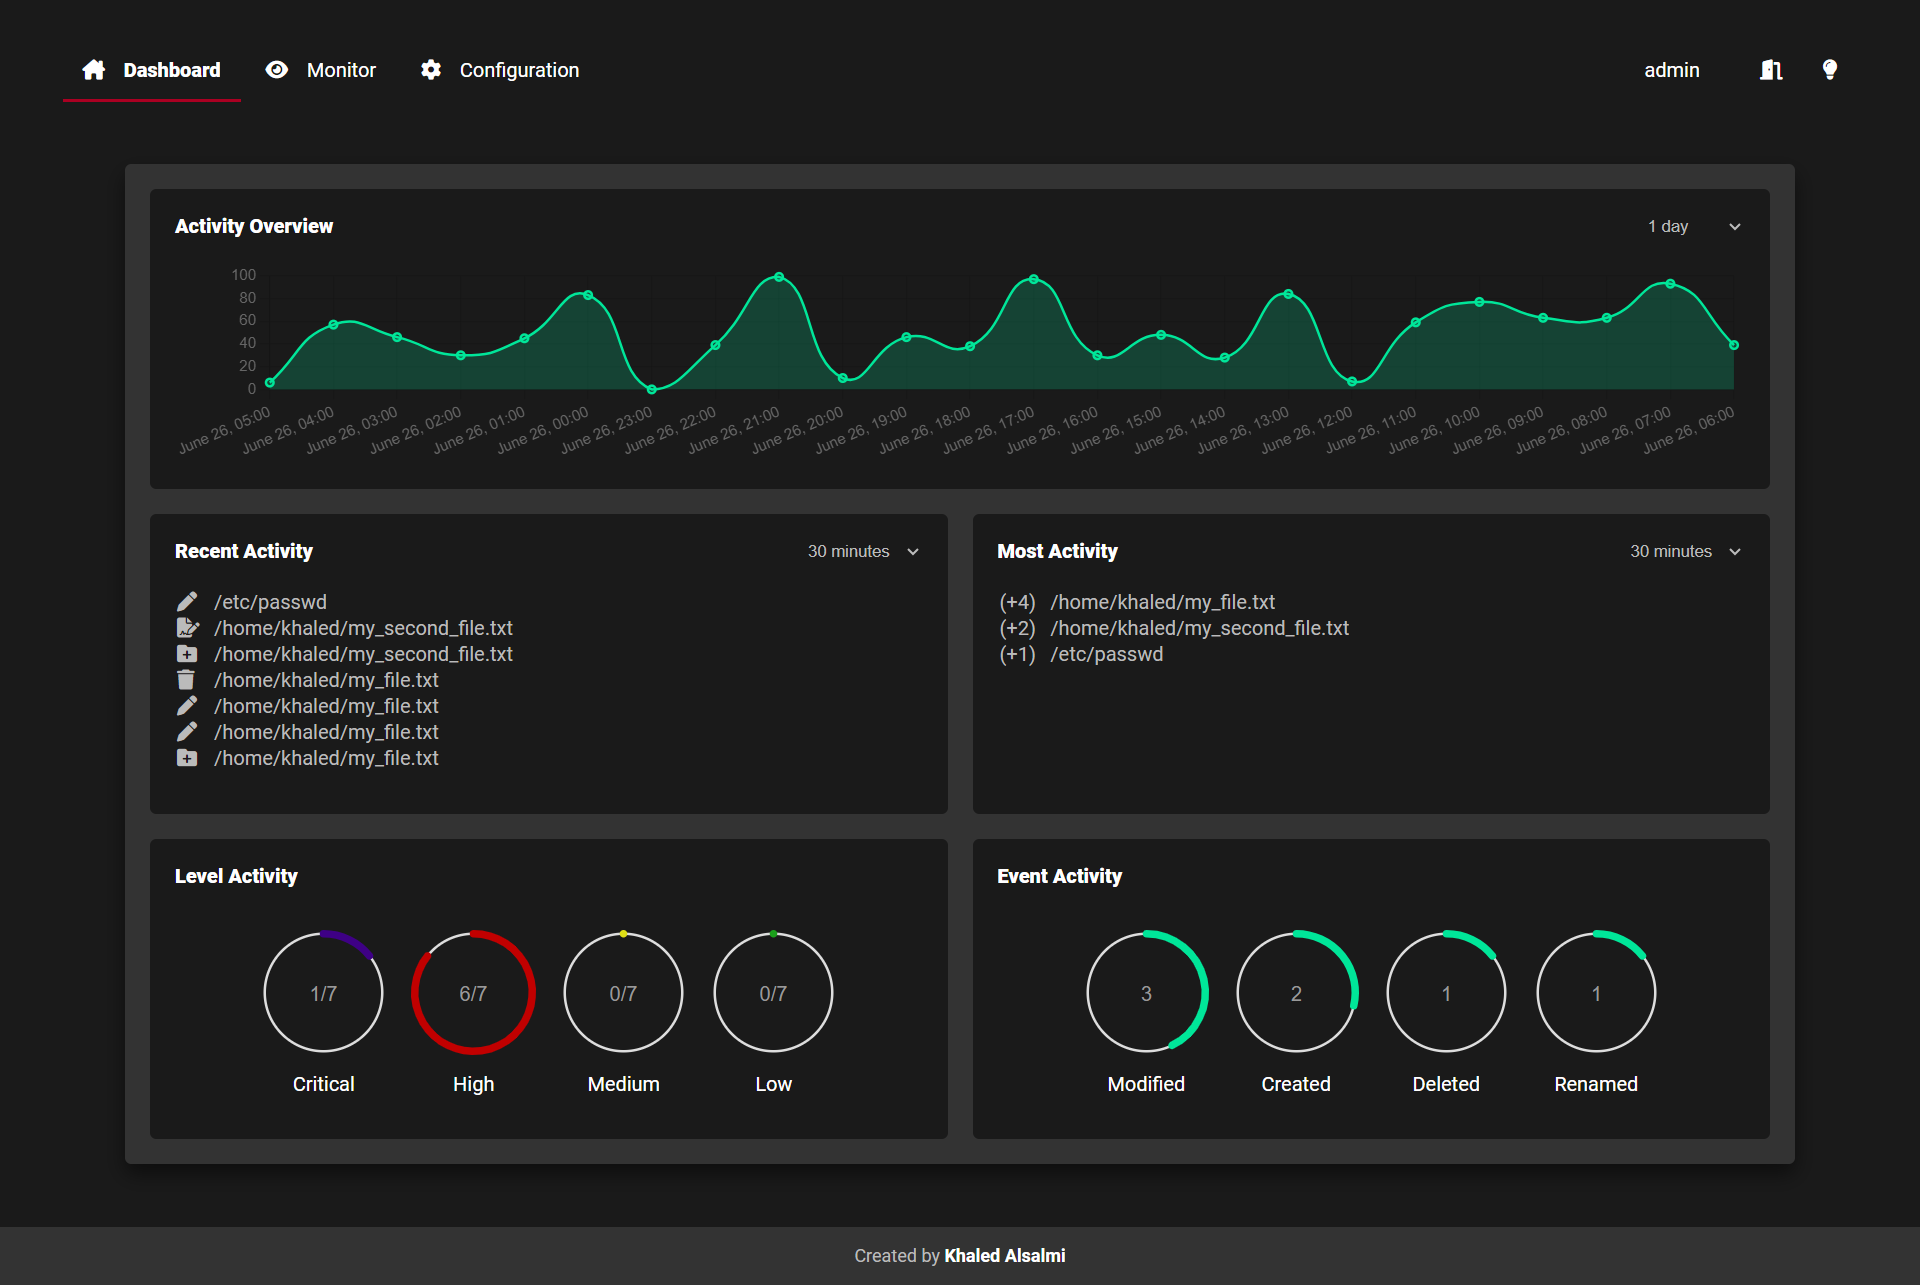 Dashboard Monitor Configuration admin
Activity Overview 1 day
100
80
60
40
20
0
June 26, 05:00 June 26, 04:00 June 26, 03:00 June 26, 02:00 June 26, 01:00 June 26, 00:00 June 26, 23:00 June 26, 22:00 June 26, 21:00 June 26, 20:00 June 26, 19:00 June 26, 18:00 June 26, 17:00 June 26, 16:00 June 26, 15:00 June 26, 14:00 June 26, 13:00 June 26, 12:00 June 26, 11:00 June 26, 10:00 June 26, 09:00 June 26, 08:00 June 26, 07:00 June 26, 06:00
Recent Activity 30 minutes
/etc/passwd
/home/khaled/my_second_file.txt
/home/khaled/my_second_file.txt
/home/khaled/my_file.txt
/home/khaled/my_file.txt
/home/khaled/my_file.txt
/home/khaled/my_file.txt
Most Activity 30 minutes
(+4) /home/khaled/my_file.txt
(+2) /home/khaled/my_second_file.txt
(+1) /etc/passwd
Level Activity
1/7 6/7 0/7 0/7
Critical High Medium Low
Event Activity
3 2 1 1
Modified Created Deleted Renamed
Created by Khaled Alsalmi